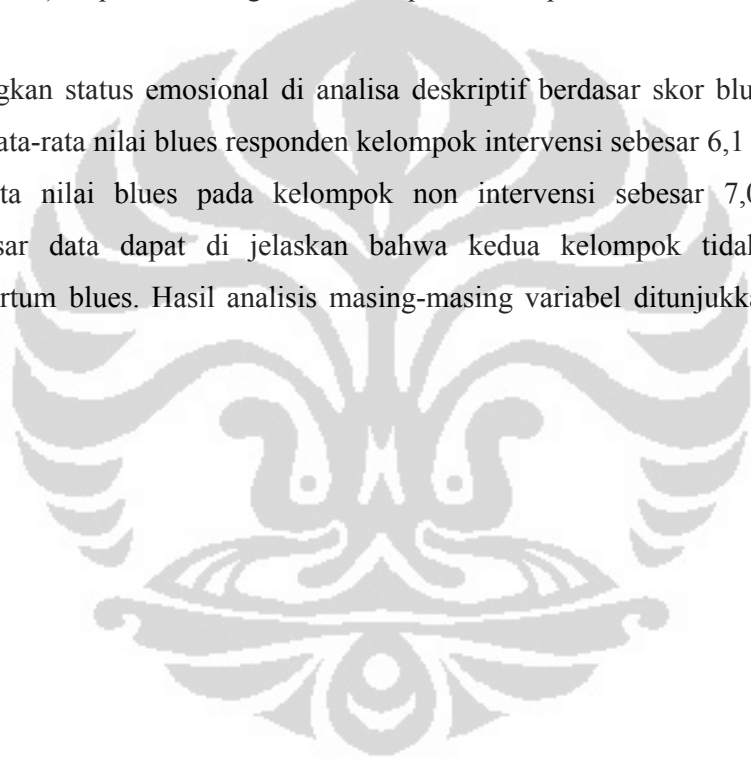 gkan status emosional di analisa deskriptif berdasar skor blu
ata-rata nilai blues responden kelompok intervensi sebesar 6,1
ta nilai blues pada kelompok non intervensi sebesar 7,0
sar data dapat di jelaskan bahwa kedua kelompok tidak
rtum blues. Hasil analisis masing-masing variabel ditunjukka